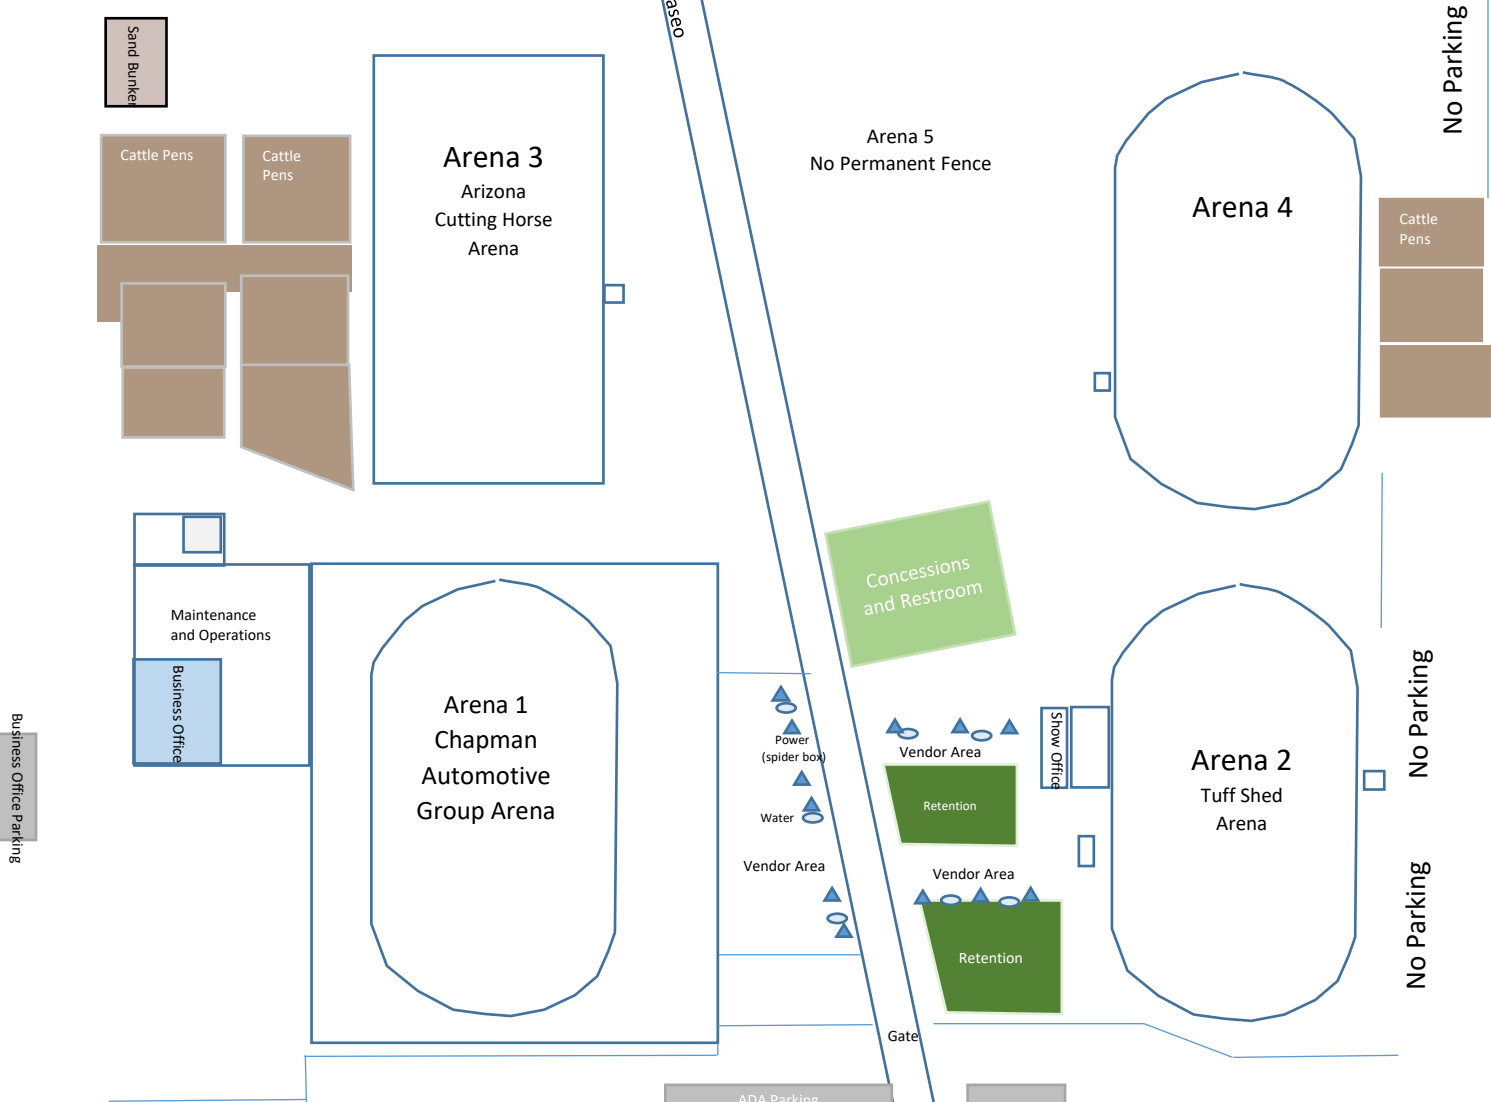 aseo
No Parking
Sand Bunker
Cattle Pens
Cattle
Pens
Arena 3
Arizona
Cutting Horse
Arena
Arena 5
No Permanent Fence
Arena 4
Cattle
Pens
Concessions
and Restroom
Maintenance
and Operations
Business Office
Business Office Parking
Arena 1
Chapman
Automotive
Group Arena
Power
(spider box)
Water
Vendor Area
Vendor Area
Retention
Vendor Area
Retention
Show Office
Arena 2
Tuff Shed
Arena
No Parking
No Parking
Gate
ADA Parking